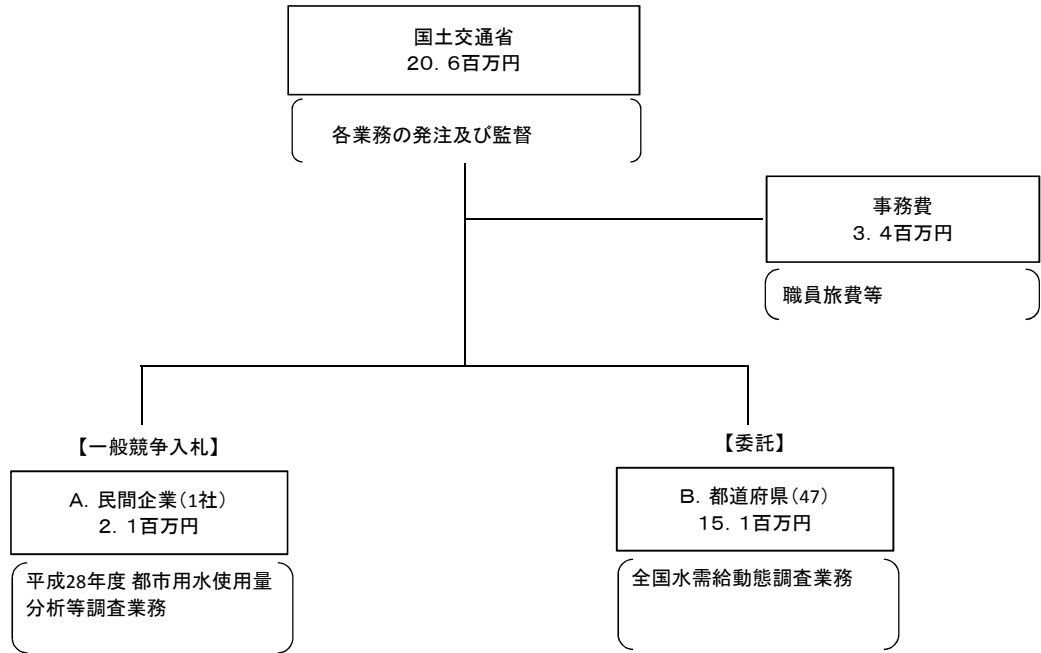 国土交通省
２０．６百万円
各業務の発注及び監督
事務費
３．４百万円
職員旅費等
【一般競争入札】
【委託】
Ａ．民間企業（1社）
２．１百万円
Ｂ．都道府県（47）
１５．１百万円
平成28年度 都市用水使用量
分析等調査業務
全国水需給動態調査業務